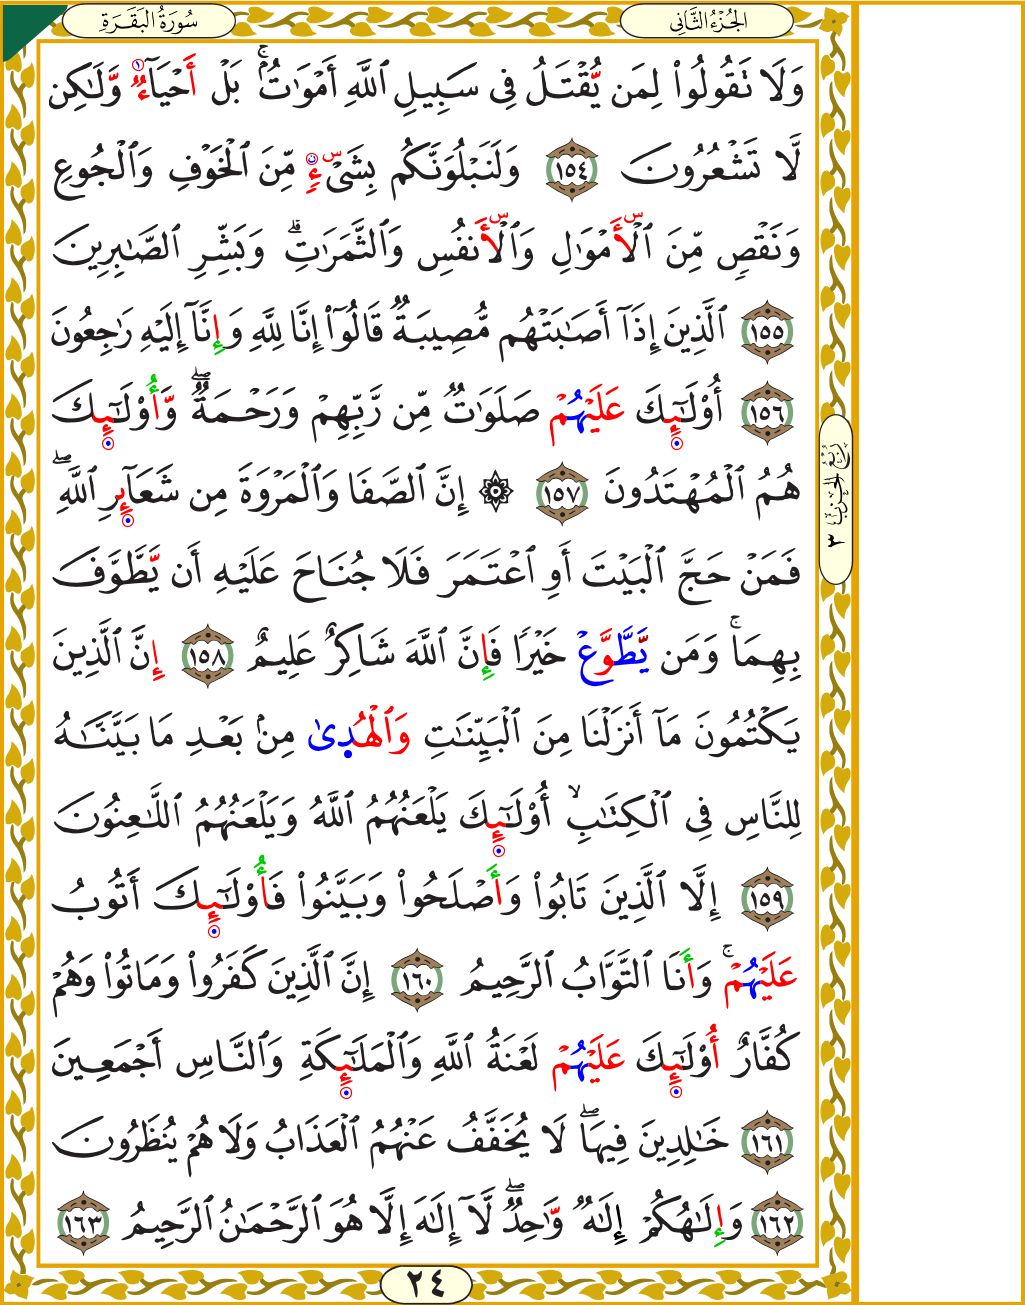 سُورَةُ البَقَرَةِ
الجُزْءُ الثَّانِي
وَلَا تَقُولُوا۟ لِمَن يُّقْتَلُ فِى سَبِيلِ ٱللَّهِ أَمْوَٰتٌۢ ۚ بَلْ أَحْيَآءٌ وَّلَٰكِن
لَّا تَشْعُرُونَ ١٥٤ وَلَنَبْلُوَنَّكُم بِشَىْءٍ مِّنَ ٱلْخَوْفِ وَٱلْجُوعِ
وَنَقْصٍ مِّنَ ٱلْأَمْوَٰلِ وَٱلْأَنفُسِ وَٱلثَّمَرَٰتِ ۗ وَبَشِّرِ ٱلصَّٰبِرِينَ
١٥٥ ٱلَّذِينَ إِذَآ أَصَٰبَتْهُم مُّصِيبَةٌ قَالُوٓا۟ إِنَّا لِلَّهِ وَإِنَّآ إِلَيْهِ رَٰجِعُونَ
١٥٦ أُو۟لَٰٓئِكَ عَلَيْهُمْ صَلَوَٰتٌ مِّن رَّبِّهِمْ وَرَحْمَةٌ ۖ وَّأُو۟لَٰٓئِكَ
هُمُ ٱلْمُهْتَدُونَ ١٥٧ ۞ إِنَّ ٱلصَّفَا وَٱلْمَرْوَةَ مِن شَعَآئِرِ ٱللَّهِ ۖ
فَمَنْ حَجَّ ٱلْبَيْتَ أَوِ ٱعْتَمَرَ فَلَا جُنَاحَ عَلَيْهِ أَن يَّطَّوَّفَ
بِهِمَا ۚ وَمَن يَّطَّوَّعْ خَيْرًا فَإِنَّ ٱللَّهَ شَاكِرٌ عَلِيمٌ ١٥٨ إِنَّ ٱلَّذِينَ
يَكْتُمُونَ مَآ أَنزَلْنَا مِنَ ٱلْبَيِّنَٰتِ وَٱلْهُدِىٰ مِنۢ بَعْدِ مَا بَيَّنَّٰهُ
لِلنَّاسِ فِى ٱلْكِتَٰبِ ۙ أُو۟لَٰٓئِكَ يَلْعَنُهُمُ ٱللَّهُ وَيَلْعَنُهُمُ ٱللَّٰعِنُونَ
١٥٩ إِلَّا ٱلَّذِينَ تَابُوا۟ وَأَصْلَحُوا۟ وَبَيَّنُوا۟ فَأُو۟لَٰٓئِكَ أَتُوبُ
عَلَيْهُمْ ۚ وَأَنَا ٱلتَّوَّابُ ٱلرَّحِيمُ ١٦٠ إِنَّ ٱلَّذِينَ كَفَرُوا۟ وَمَاتُوا۟ وَهُمْ
كُفَّارٌ أُو۟لَٰٓئِكَ عَلَيْهُمْ لَعْنَةُ ٱللَّهِ وَٱلْمَلَٰٓئِكَةِ وَٱلنَّاسِ أَجْمَعِينَ
١٦١ خَٰلِدِينَ فِيهَا ۖ لَا يُخَفَّفُ عَنْهُمُ ٱلْعَذَابُ وَلَا هُمْ يُنظَرُونَ
١٦٢ وَإِلَٰهُكُمْ إِلَٰهٌ وَّٰحِدٌ ۖ لَّآ إِلَٰهَ إِلَّا هُوَ ٱلرَّحْمَٰنُ ٱلرَّحِيمُ ١٦٣
رُبْعُ الحِزْبِ ٣
٢٤